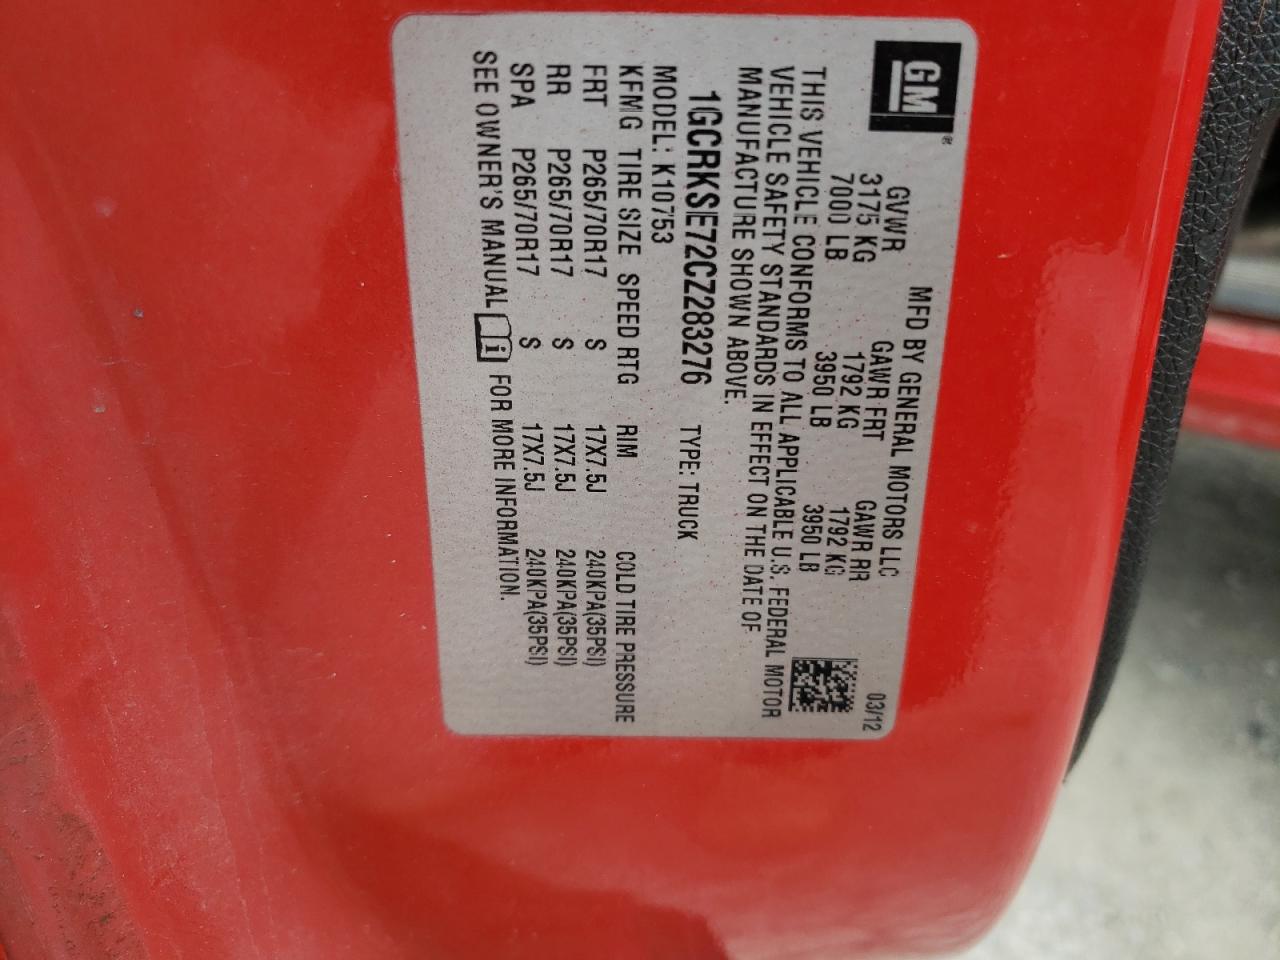 GM®
MFD BY GENERAL MOTORS LLC 03/12
GVWR GAWR FRT GAWR RR
3175 KG 1792 KG 1792 KG
7000 LB 3950 LB 3950 LB
THIS VEHICLE CONFORMS TO ALL APPLICABLE U.S. FEDERAL MOTOR
VEHICLE SAFETY STANDARDS IN EFFECT ON THE DATE OF
MANUFACTURE SHOWN ABOVE.
1GCRKSE72CZ283276 TYPE: TRUCK
MODEL: K10753
KFMG TIRE SIZE SPEED RTG RIM COLD TIRE PRESSURE
FRT P265/70R17 S 17X7.5J 240KPA(35PSI)
RR P265/70R17 S 17X7.5J 240KPA(35PSI)
SPA P265/70R17 S 17X7.5J 240KPA(35PSI)
SEE OWNER'S MANUAL i FOR MORE INFORMATION.